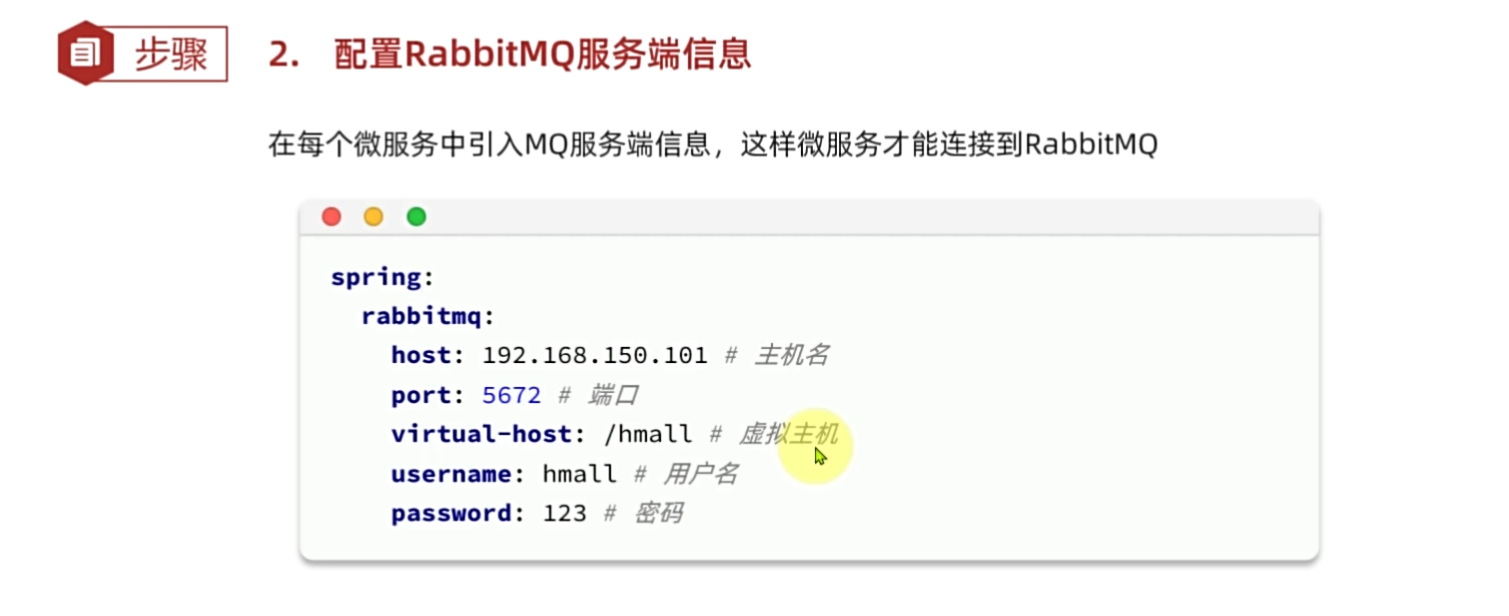 步骤
2. 配置RabbitMQ服务端信息
在每个微服务中引入MQ服务端信息，这样微服务才能连接到RabbitMQ
spring:
  rabbitmq:
    host: 192.168.150.101 # 主机名
    port: 5672 # 端口
    virtual-host: /hmall # 虚拟主机
    username: hmall # 用户名
    password: 123 # 密码